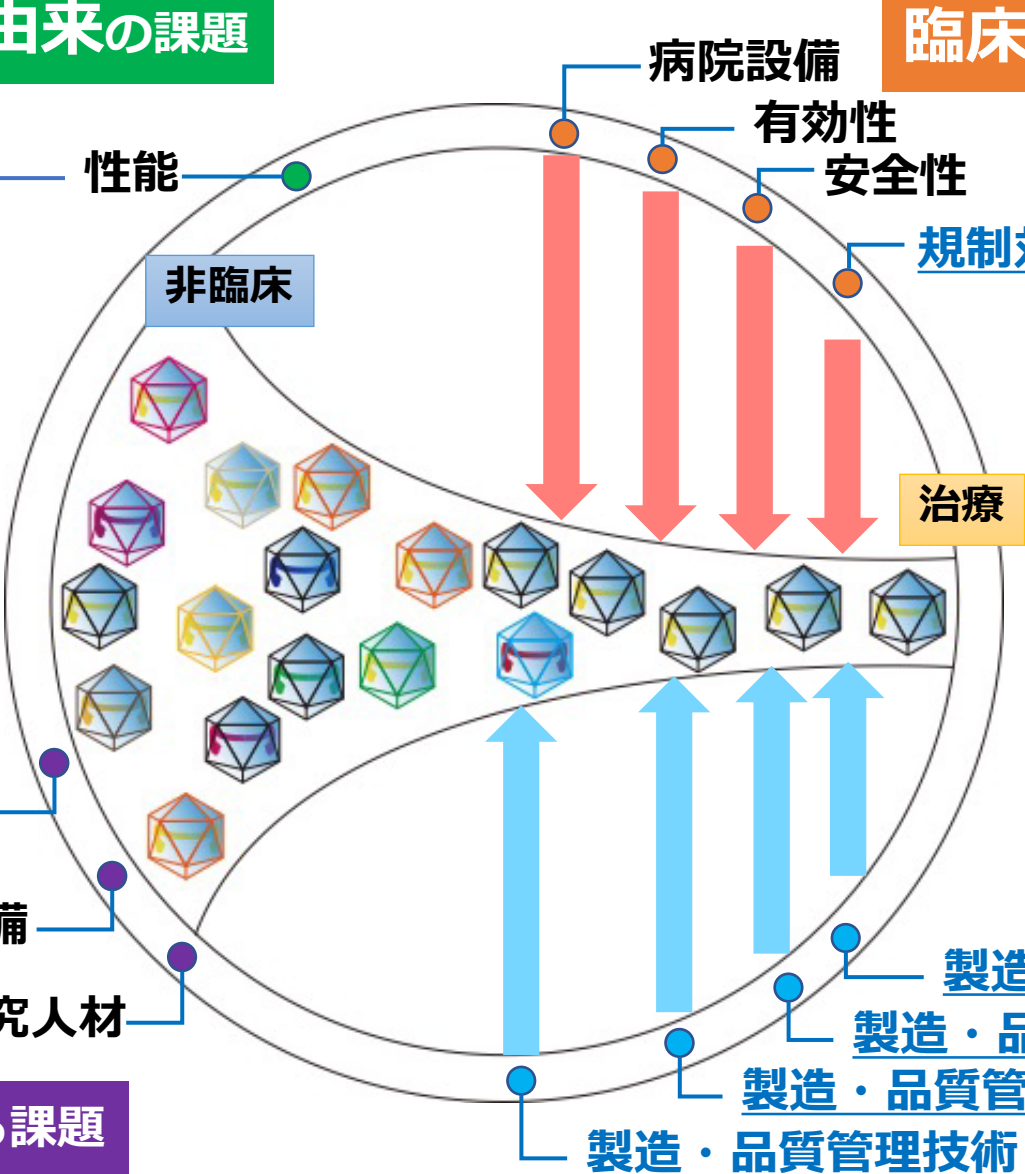 由来の課題
臨床
病院設備
有効性
性能
安全性
規制
非臨床
治療
備
究人材
製造
製造・品
製造・品質管
課題
製造・品質管理技術